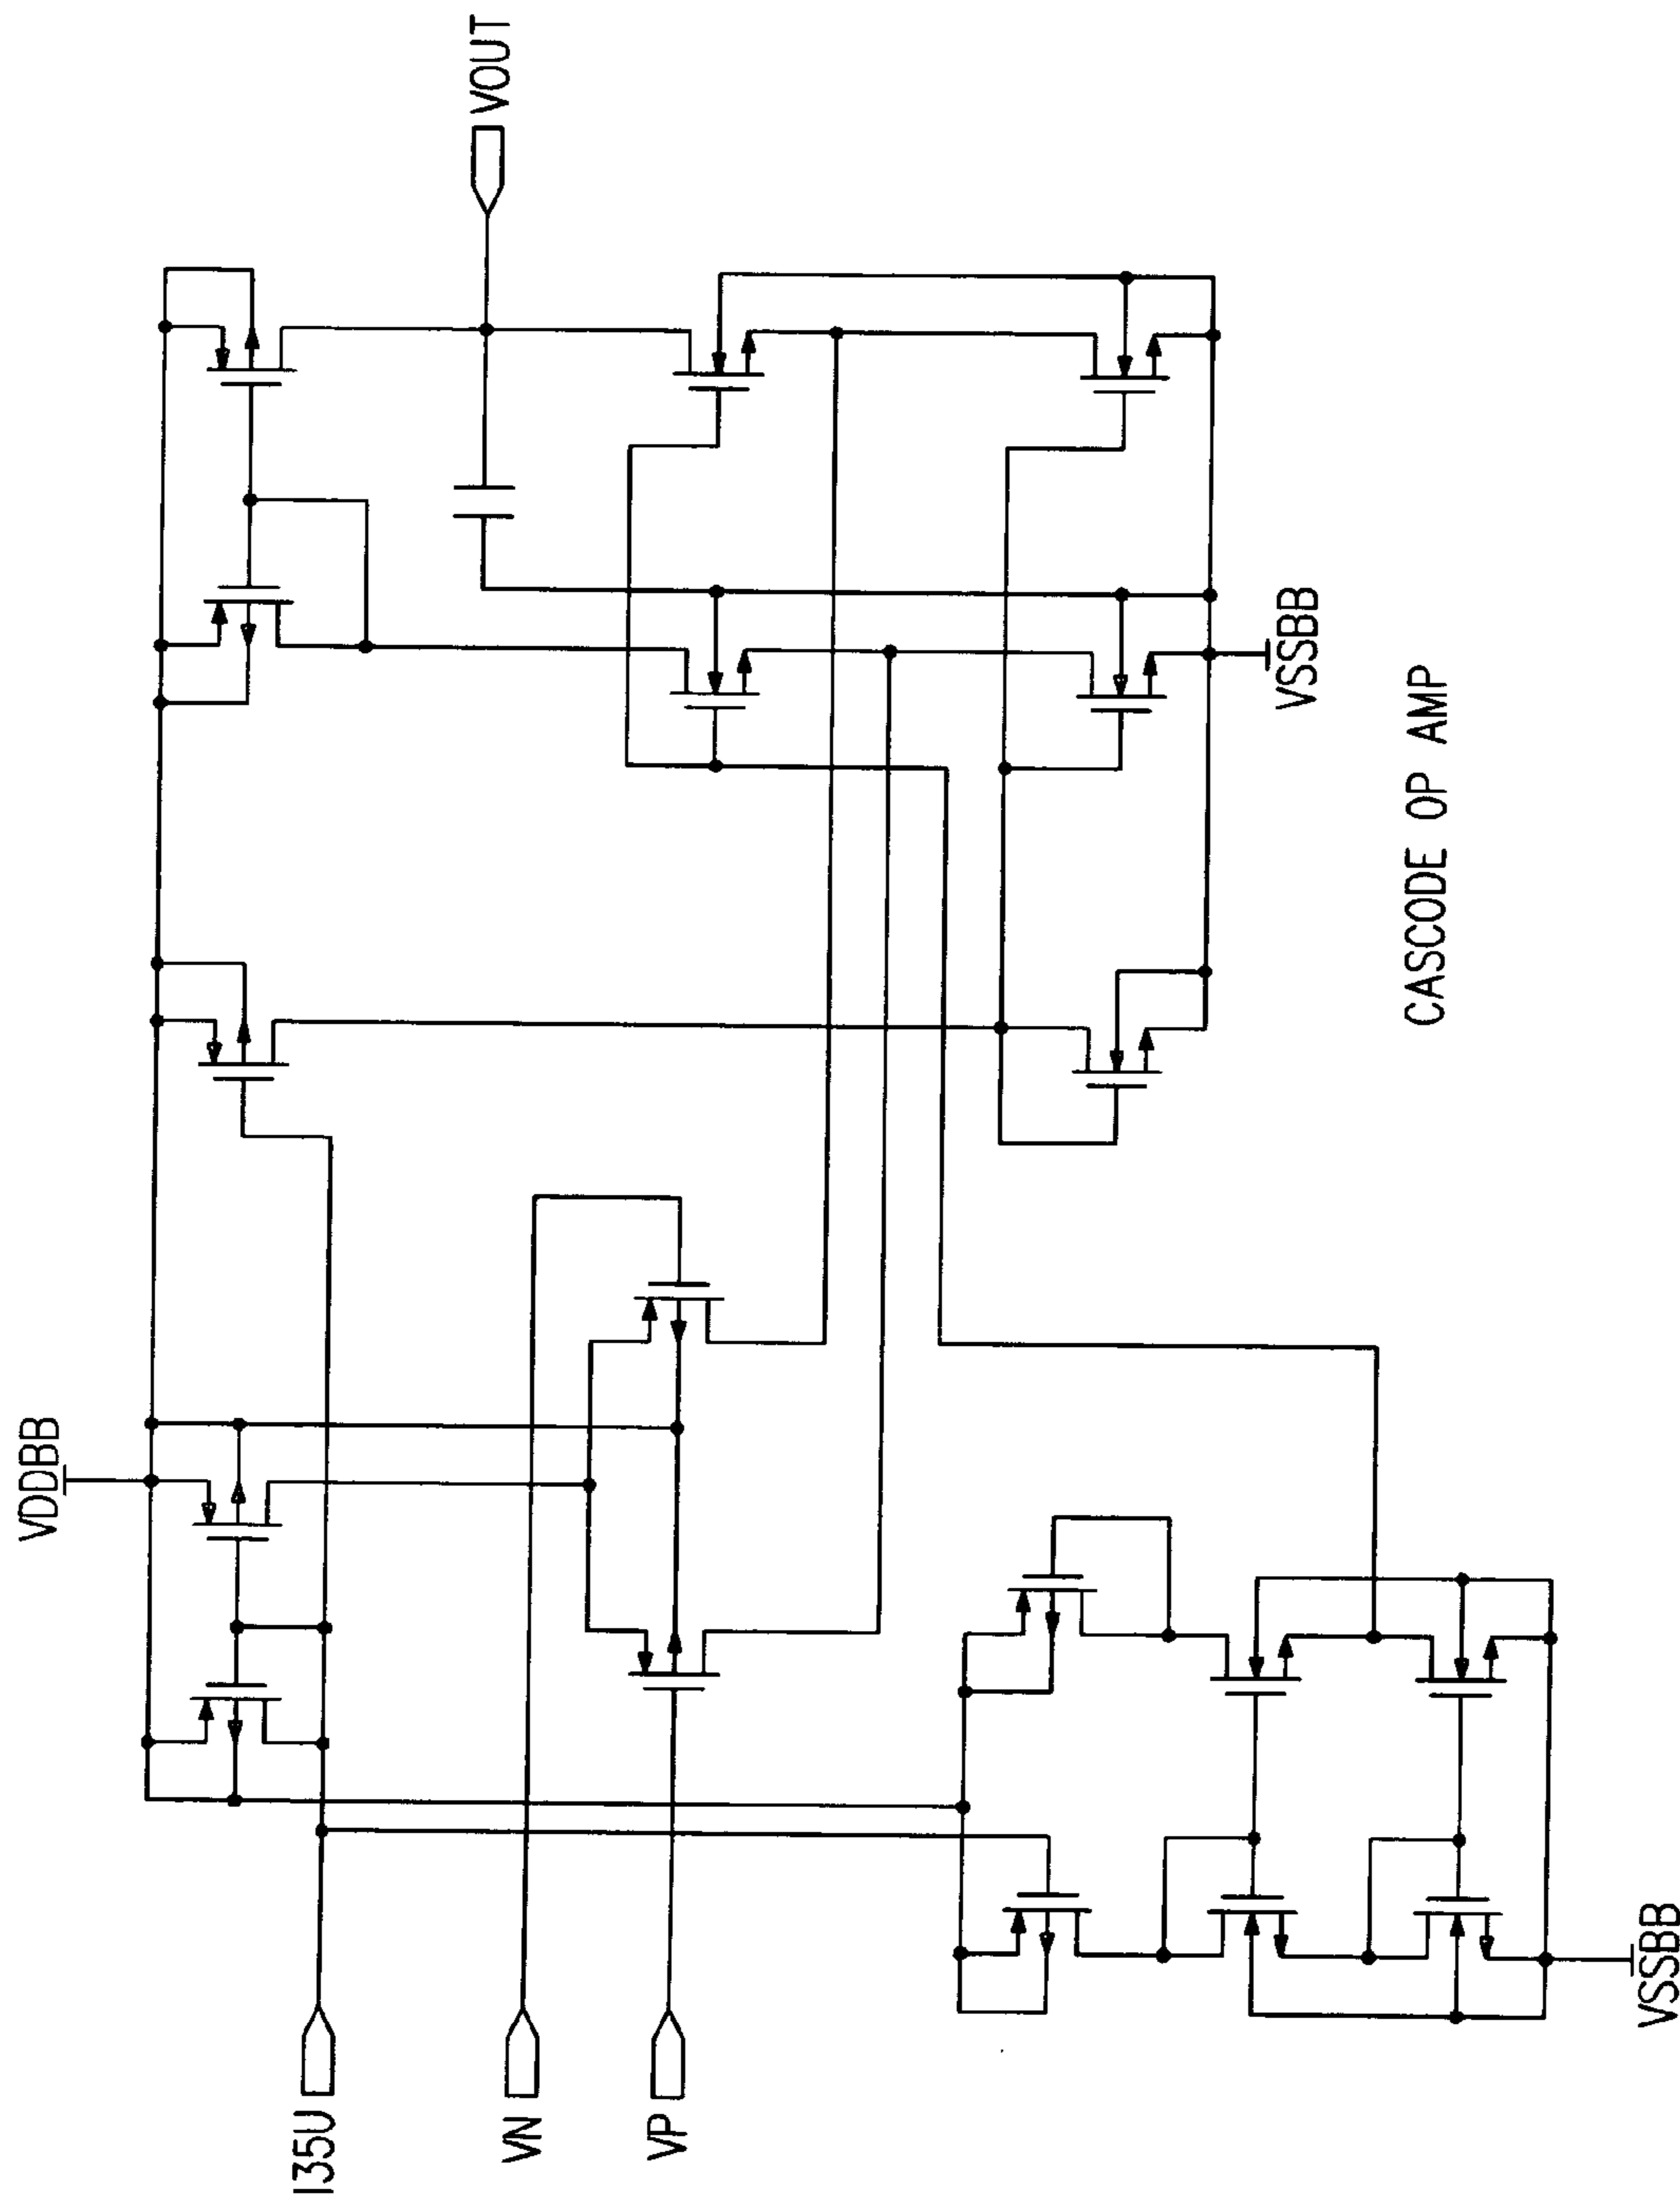 VDDBB
I35U
VN
VP
VOUT
VSSBB
VSSBB
CASCODE OP AMP